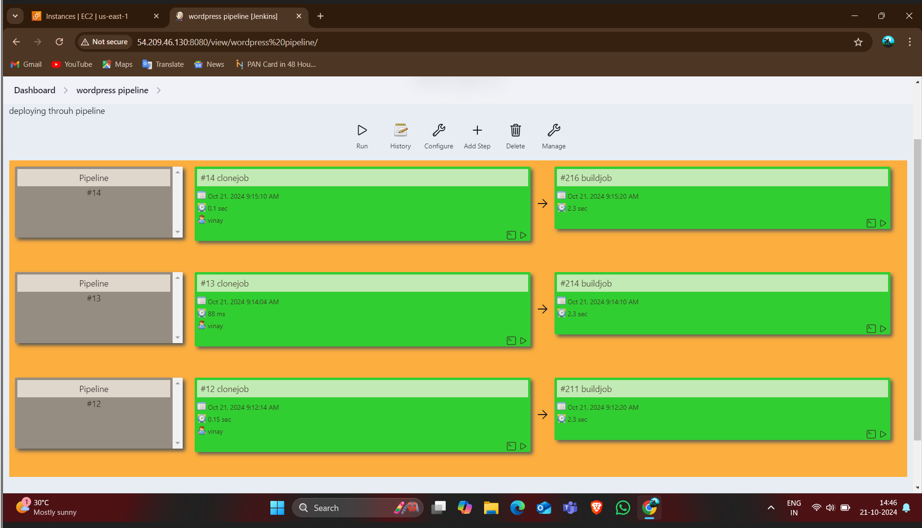 Instances | EC2 | us-east-1
wordpress pipeline [Jenkins]
Not secure
54.209.46.130:8080/view/wordpress%20pipeline/
Gmail
YouTube
Maps
Translate
News
PAN Card in 48 Hou...
Dashboard
wordpress pipeline
deploying throuh pipeline
Run
History
Configure
Add Step
Delete
Manage
Pipeline
#14
#14 clonejob
Oct 21, 2024 9:15:10 AM
0.1 sec
vinay
#216 buildjob
Oct 21, 2024 9:15:20 AM
2.3 sec
Pipeline
#13
#13 clonejob
Oct 21, 2024 9:14:04 AM
88 ms
vinay
#214 buildjob
Oct 21, 2024 9:14:10 AM
2.3 sec
Pipeline
#12
#12 clonejob
Oct 21, 2024 9:12:14 AM
0.15 sec
vinay
#211 buildjob
Oct 21, 2024 9:12:20 AM
2.3 sec
1
30°C
Mostly sunny
Search
ENG
IN
14:46
21-10-2024